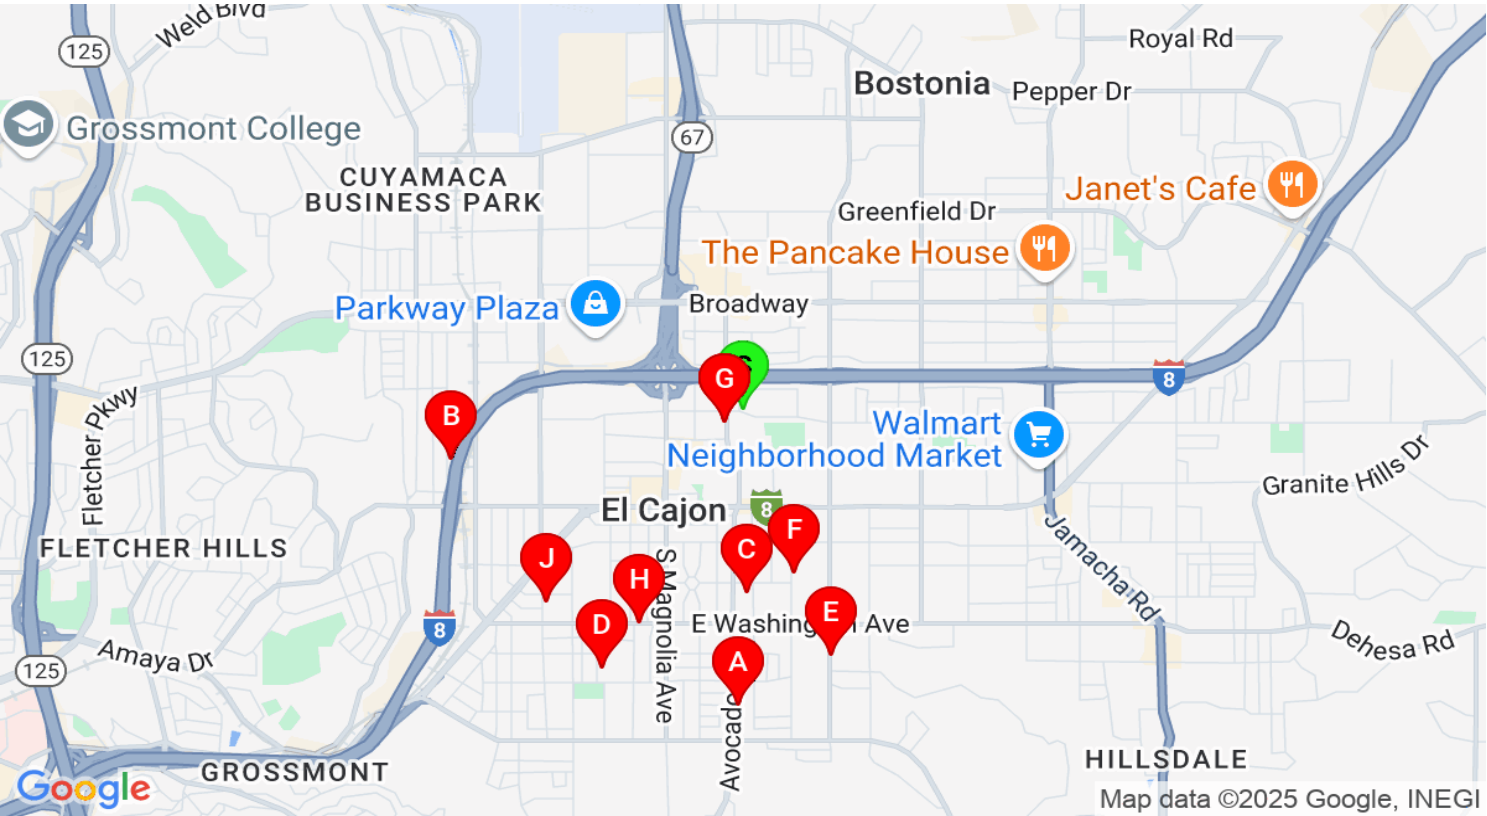 Weld Blvd
125
Royal Rd
Bostonia
Pepper Dr
Grossmont College
67
CUYAMACA
BUSINESS PARK
Janet's Cafe
Greenfield Dr
The Pancake House
Parkway Plaza
Broadway
125
S
G
8
B
Fletcher Pkwy
Walmart
Neighborhood Market
Granite Hills Dr
El Cajon
8
F
C
FLETCHER HILLS
J
H
S Magnolia Ave
Jamacha Rd
E
D
E Washington Ave
8
Dehesa Rd
Amaya Dr
125
A
Avocado
HILLSDALE
GROSSMONT
Google
Map data ©2025 Google, INEGI